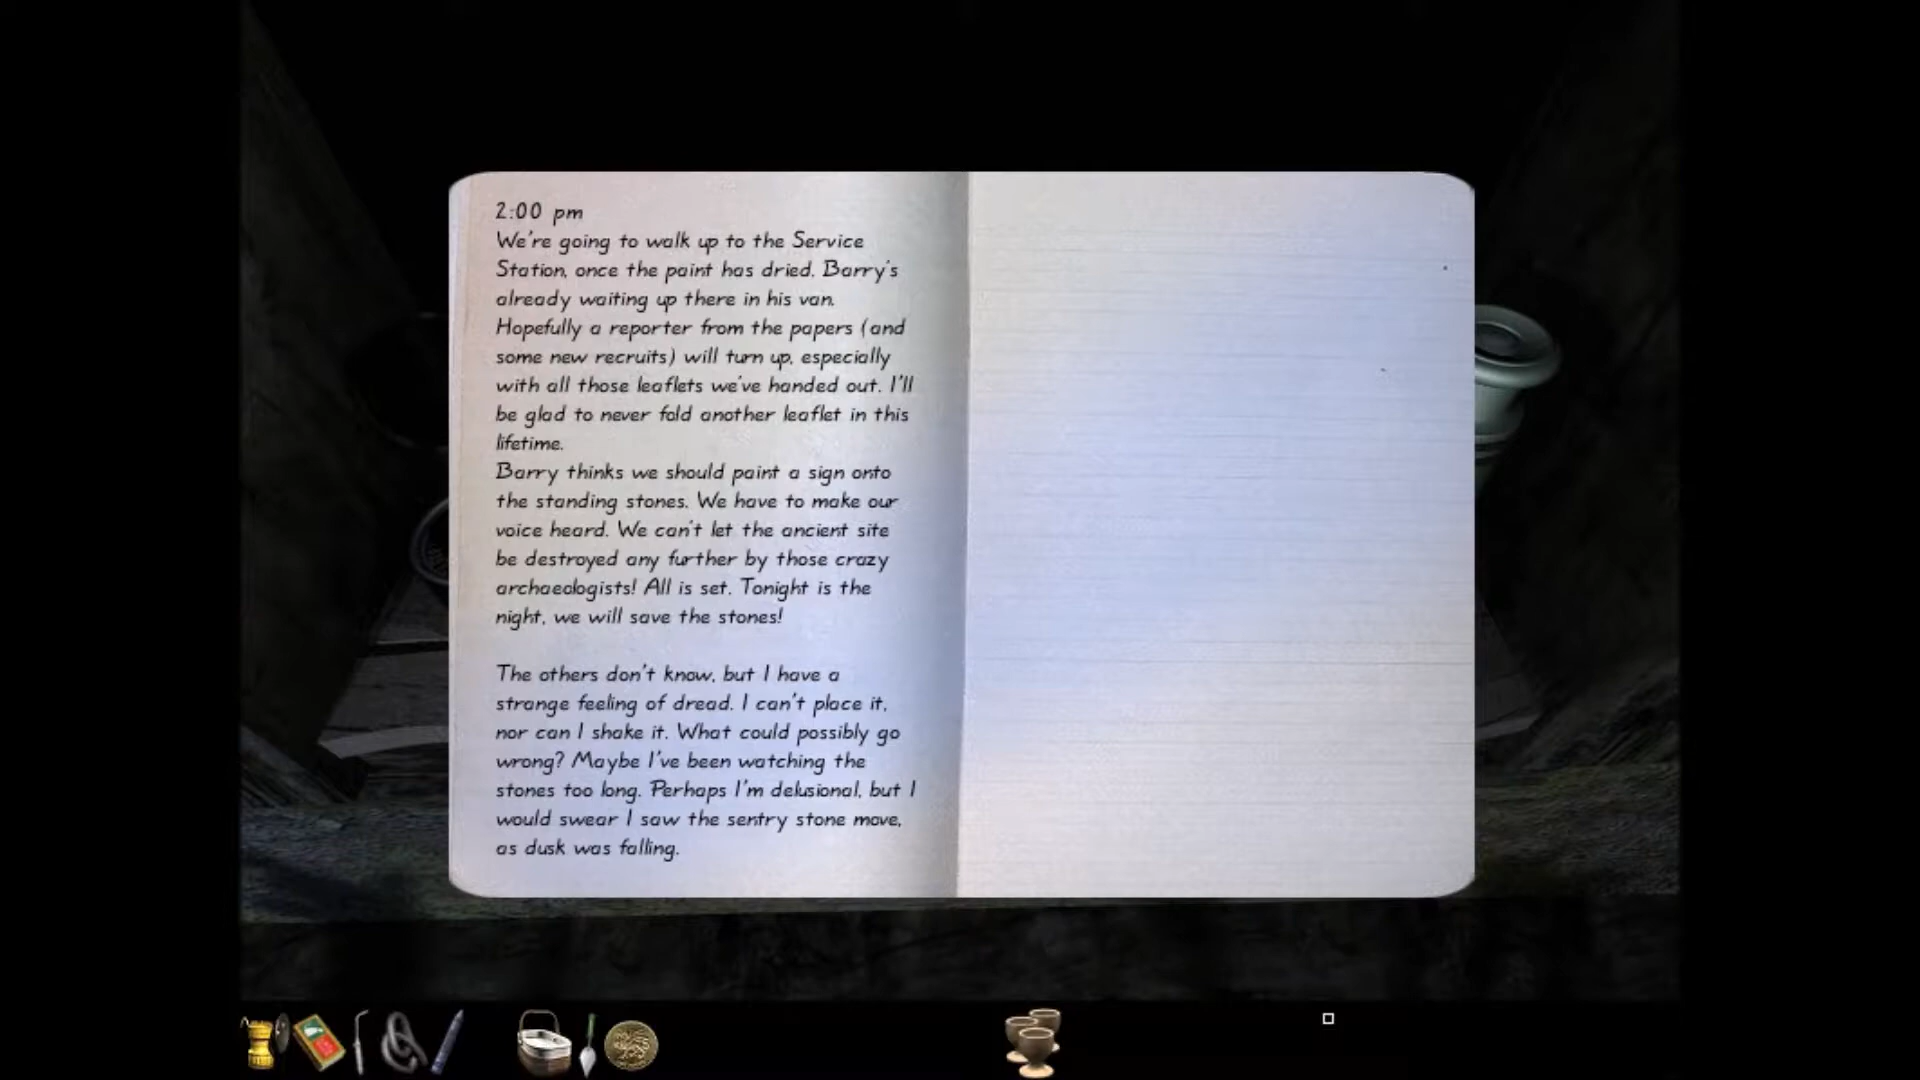 2:00 pm
We're going to walk up to the Service
Station, once the paint has dried. Barry's
already waiting up there in his van.
Hopefully a reporter from the papers (and
some new recruits) will turn up, especially
with all those leaflets we've handed out. I'll
be glad to never fold another leaflet in this
lifetime.
Barry thinks we should paint a sign onto
the standing stones. We have to make our
voice heard. We can't let the ancient site
be destroyed any further by those crazy
archaeologists! All is set. Tonight is the
night, we will save the stones!
The others don't know, but I have a
strange feeling of dread. I can't place it,
nor can I shake it. What could possibly go
wrong? Maybe I've been watching the
stones too long. Perhaps I'm delusional, but I
would swear I saw the sentry stone move,
as dusk was falling.